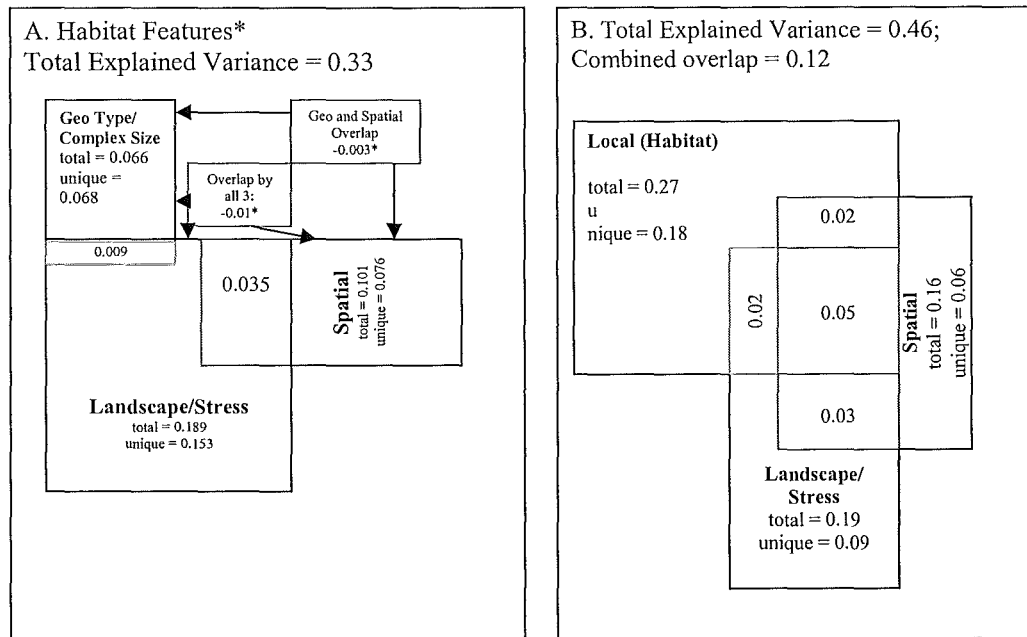 A. Habitat Features*
Total Explained Variance = 0.33
Geo Type/
Complex Size
total = 0.066
unique =
0.068
Geo and Spatial
Overlap
-0.003*
Overlap by
all 3:
-0.01*
0.009
0.035
Spatial
total = 0.101
unique = 0.076
Landscape/Stress
total = 0.189
unique = 0.153
B. Total Explained Variance = 0.46;
Combined overlap = 0.12
Local (Habitat)
total = 0.27
u
nique = 0.18
0.02
0.02
0.05
Spatial
total = 0.16
unique = 0.06
0.03
Landscape/
Stress
total = 0.19
unique = 0.09